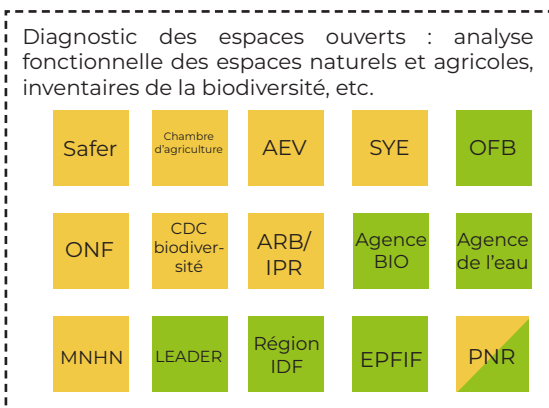 Diagnostic des espaces ouverts : analyse
fonctionnelle des espaces naturels et agricoles,
inventaires de la biodiversité, etc.
Safer
Chambre
d'agriculture
AEV
SYE
OFB
ONF
CDC
biodiver-
sité
ARB/
IPR
Agence
BIO
Agence
de l'eau
MNHN
LEADER
Région
IDF
EPFIF
PNR